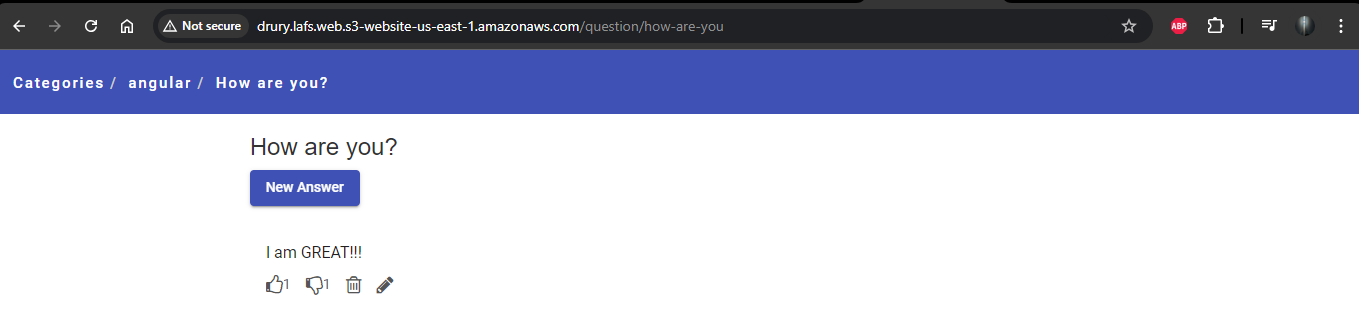 Not secure drury.lafs.web.s3-website-us-east-1.amazonaws.com/question/how-are-you ABP
Categories / angular / How are you?
How are you?
New Answer
I am GREAT!!!
1 1